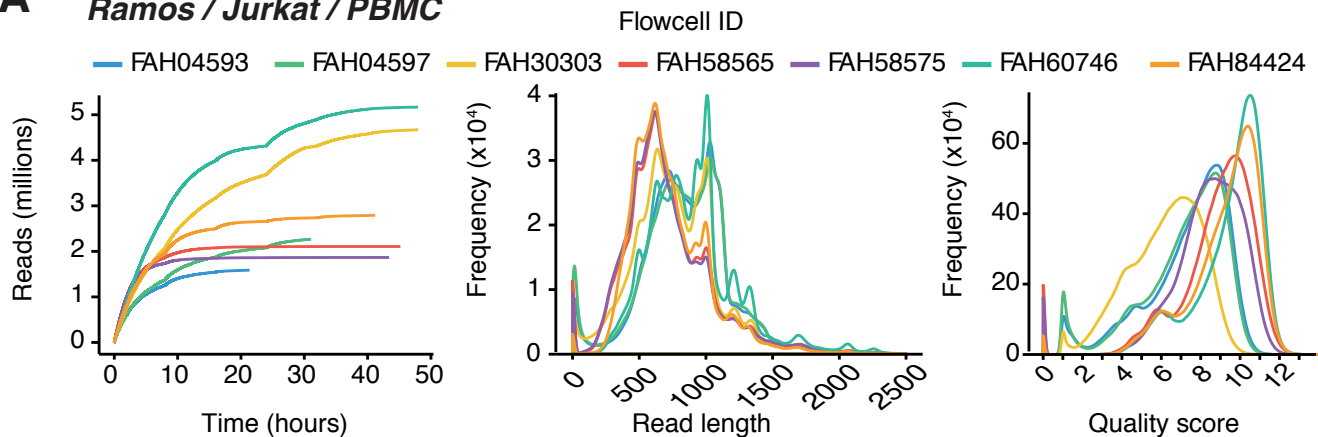 A Ramos / Jurkat / PBMC
Flowcell ID
FAH04593 FAH04597 FAH30303 FAH58565 FAH58575 FAH60746 FAH84424
Reads (millions)
5
4
3
2
1
0
0 10 20 30 40 50
Time (hours)
Frequency (x10⁴)
4
3
2
1
0
0 500 1000 1500 2000 2500
Read length
Frequency (x10⁴)
60
40
20
0
0 2 4 6 8 10 12
Quality score